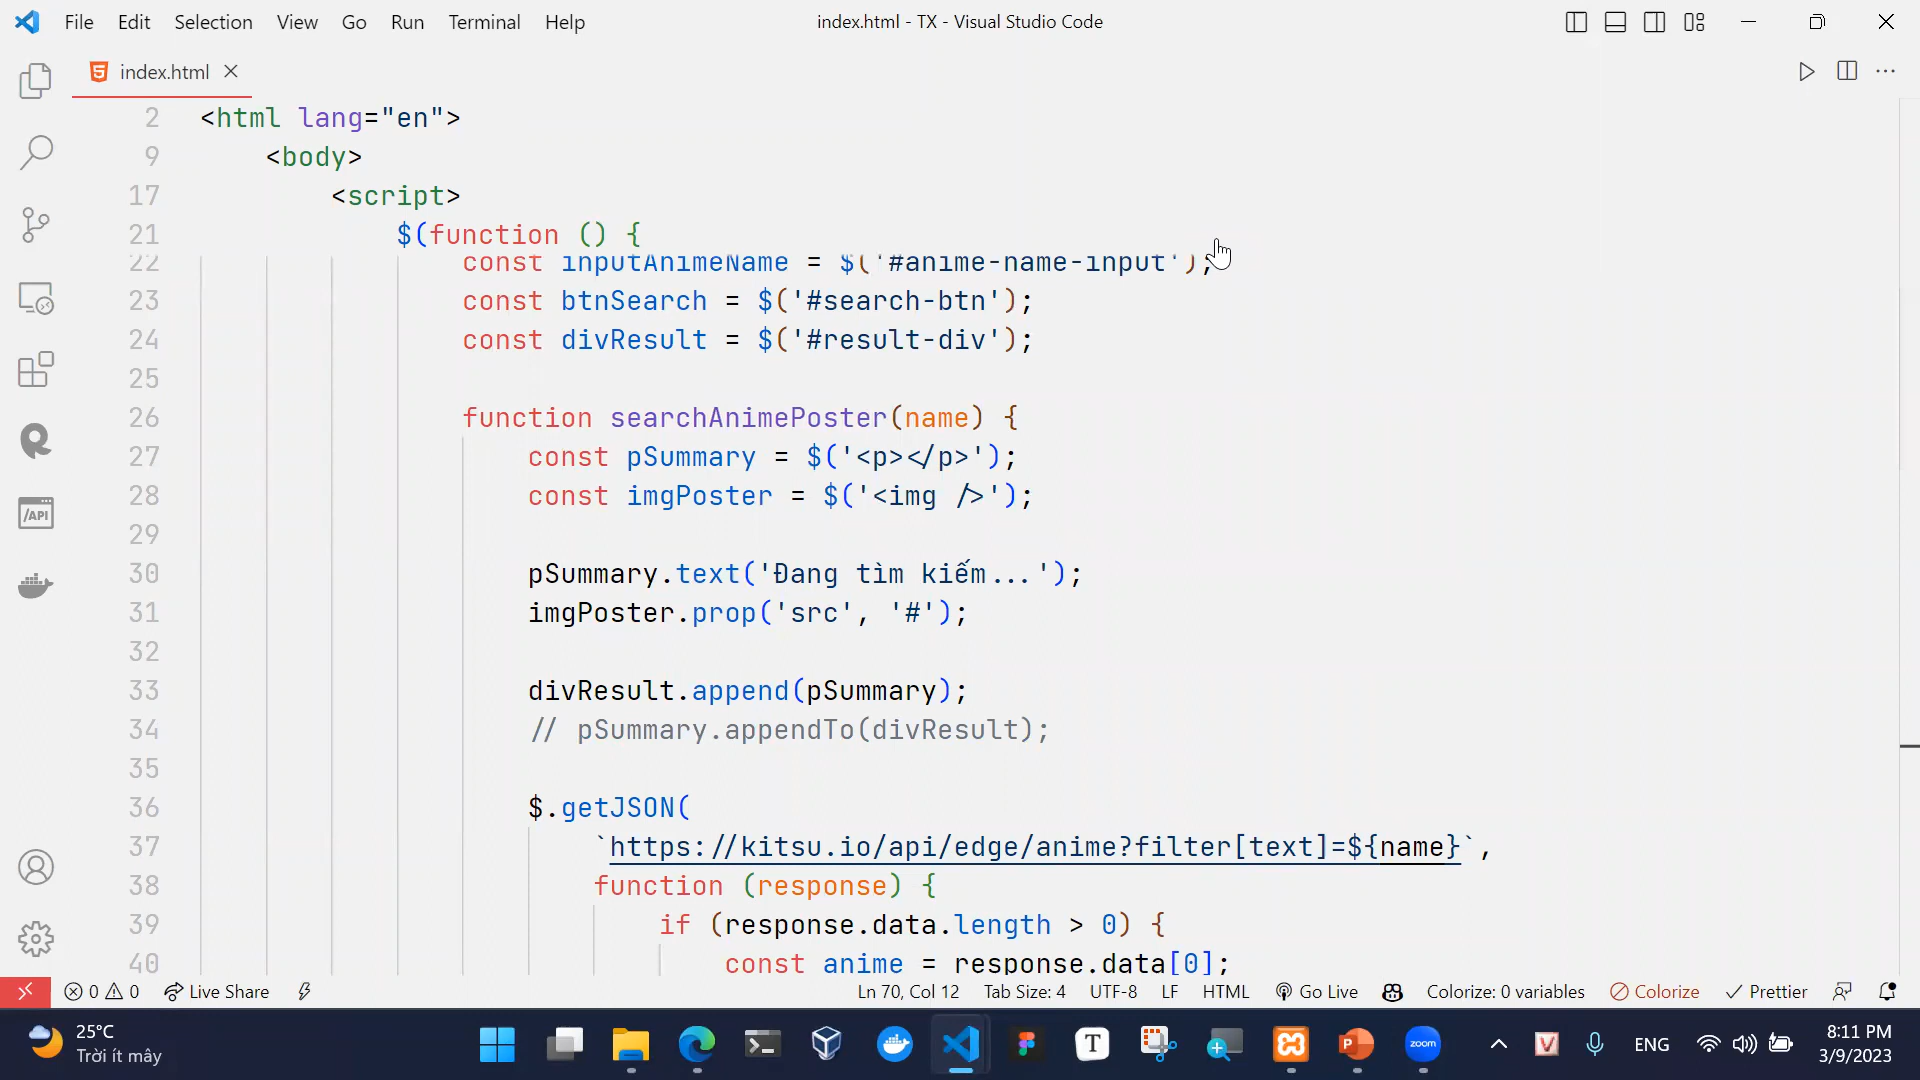 File Edit Selection View Go Run Terminal Help index.html - TX - Visual Studio Code
index.html
2 <html lang="en">
9 <body>
17 <script>
21 $(function () {
22 const inputAnimeName = $('#anime-name-input');
23 const btnSearch = $('#search-btn');
24 const divResult = $('#result-div');
25
26 function searchAnimePoster(name) {
27 const pSummary = $('<p></p>');
28 const imgPoster = $('<img />');
29
30 pSummary.text('Đang tìm kiếm...');
31 imgPoster.prop('src', '#');
32
33 divResult.append(pSummary);
34 // pSummary.appendTo(divResult);
35
36 $.getJSON(
37 `https://kitsu.io/api/edge/anime?filter[text]=${name}`,
38 function (response) {
39 if (response.data.length > 0) {
40 const anime = response.data[0];
/API
0 0 Live Share Ln 70, Col 12 Tab Size: 4 UTF-8 LF HTML Go Live Colorize: 0 variables Colorize Prettier
25°C
Trời ít mây
T
zoom
V
ENG
8:11 PM
3/9/2023